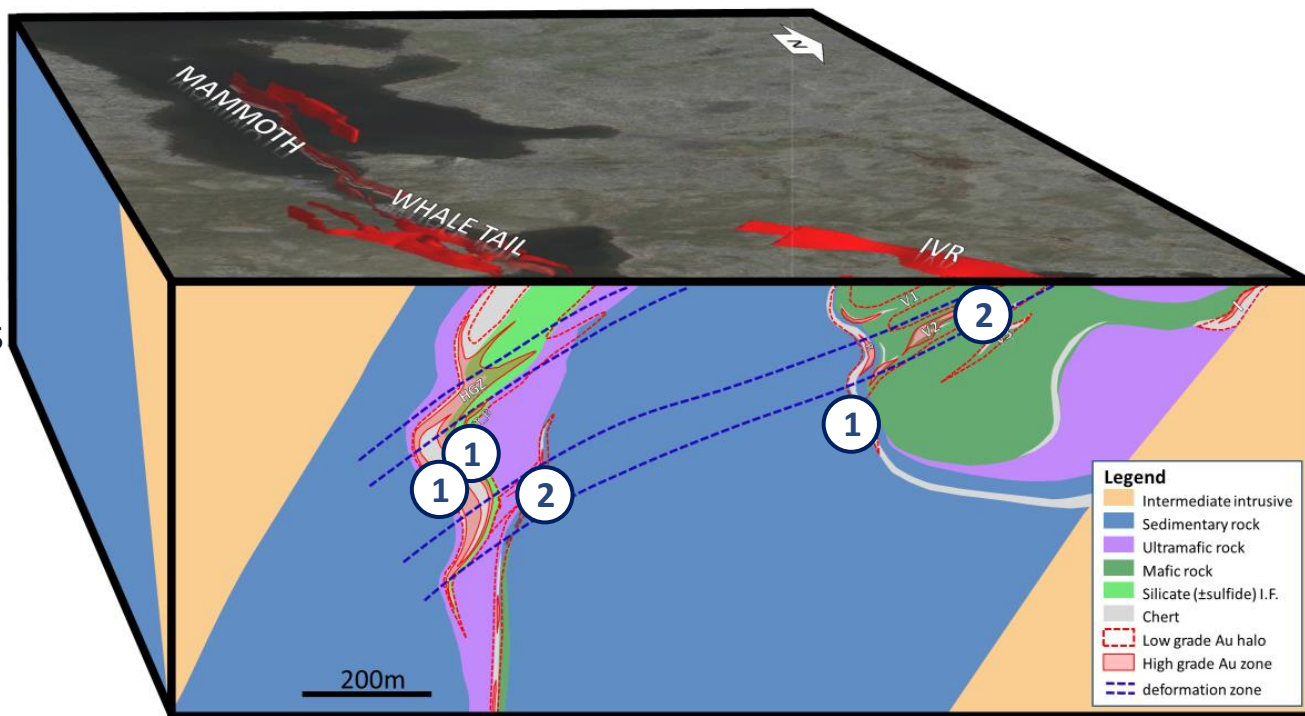 N
MAMMOTH
WHALE TAIL
IVR
S
V1
V2
2
HGZ
1
1
1
2
200m
Legend
Intermediate intrusive
Sedimentary rock
Ultramafic rock
Mafic rock
Silicate (±sulfide) I.F.
Chert
Low grade Au halo
High grade Au zone
deformation zone